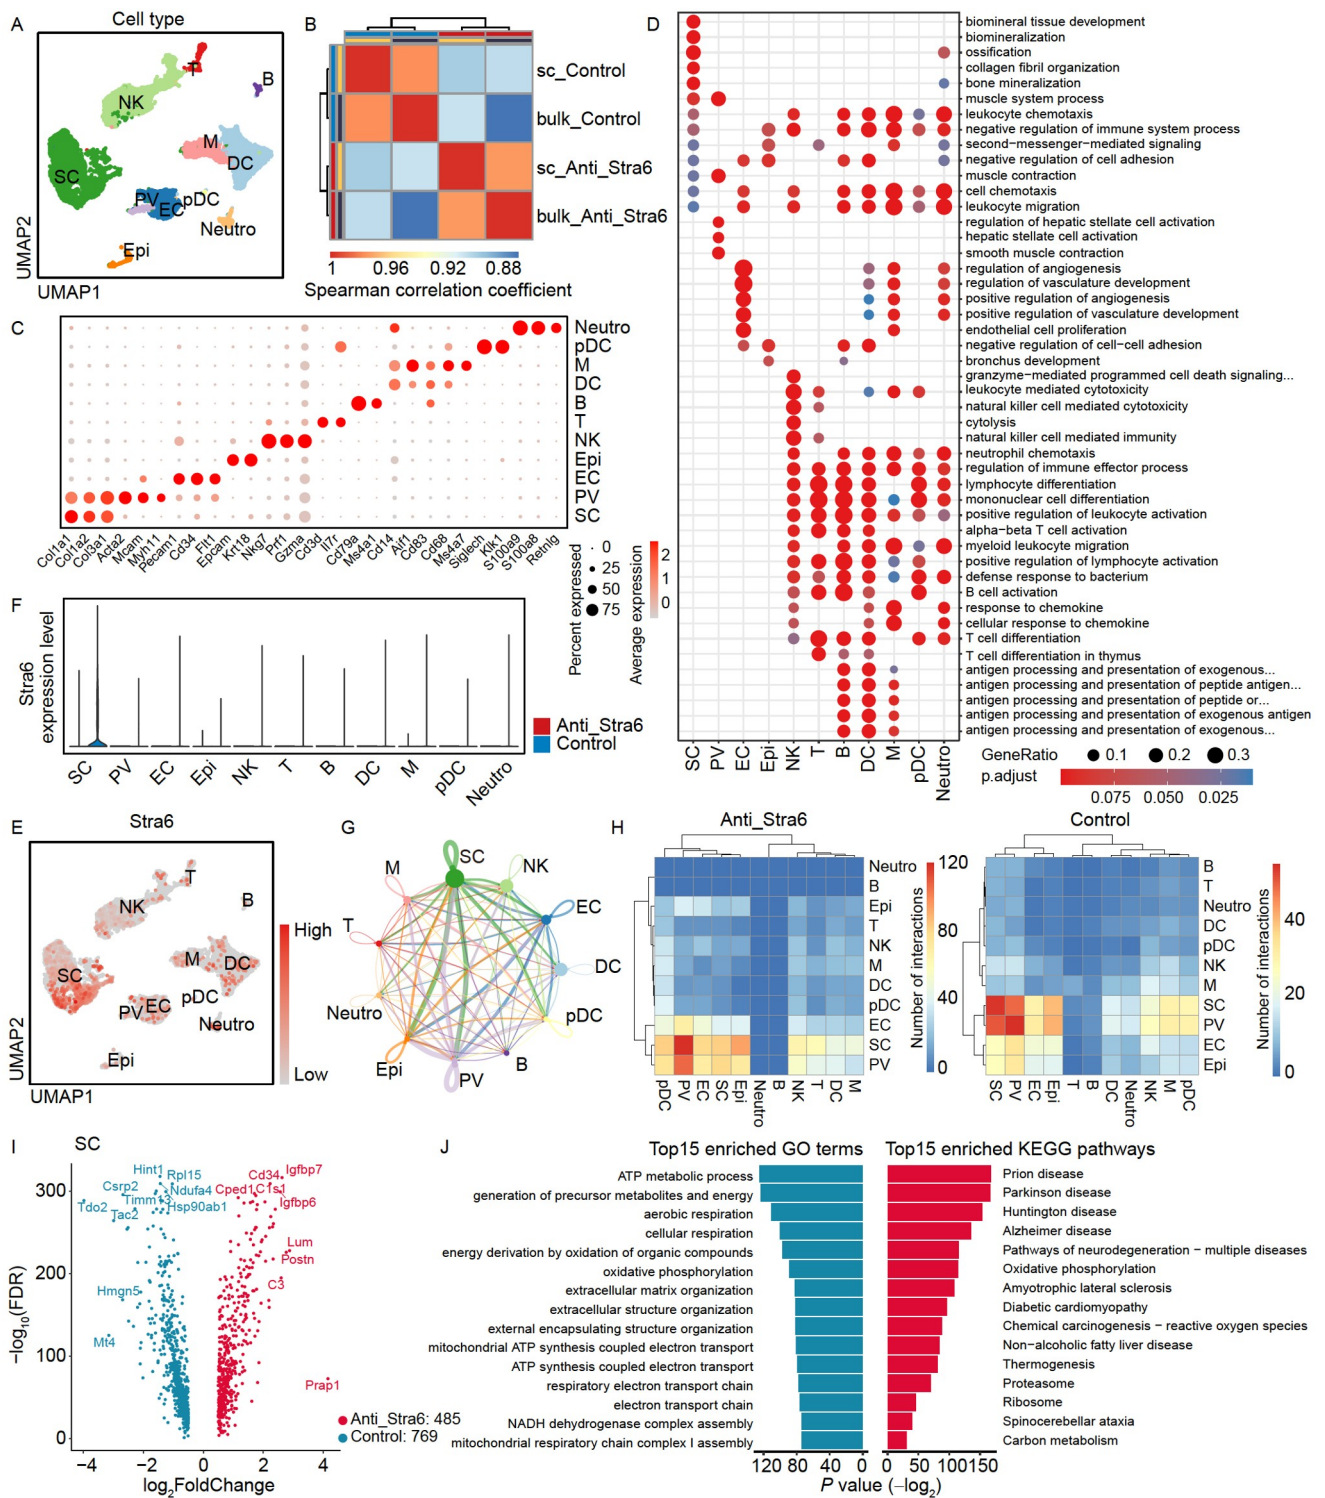 A
Cell type
T
B
NK
M
DC
SC
PV
EC
pDC
Neutro
Epi
UMAP2
UMAP1
B
sc_Control
bulk_Control
sc_Anti_Stra6
bulk_Anti_Stra6
1 0.96 0.92 0.88
Spearman correlation coefficient
C
Neutro
pDC
M
DC
B
T
NK
Epi
EC
PV
SC
Col1a1 Col1a2 Col3a1 Acta2 Mcam Myh11 Pecam1 Cd34 Flt1 Epcam Krt18 Nkg7 Prf1 Gzma Cd3d Il7r Cd79a Ms4a1 Cd14 Aif1 Cd83 Cd68 Ms4a7 Siglech Klk1 S100a9 S100a8 Retnlg
Percent expressed
0
25
50
75
Average expression
2
1
0
D
biomineral tissue development
biomineralization
ossification
collagen fibril organization
bone mineralization
muscle system process
leukocyte chemotaxis
negative regulation of immune system process
second-messenger-mediated signaling
negative regulation of cell adhesion
muscle contraction
cell chemotaxis
leukocyte migration
regulation of hepatic stellate cell activation
hepatic stellate cell activation
smooth muscle contraction
regulation of angiogenesis
regulation of vasculature development
positive regulation of angiogenesis
positive regulation of vasculature development
endothelial cell proliferation
negative regulation of cell-cell adhesion
bronchus development
granzyme-mediated programmed cell death signaling...
leukocyte mediated cytotoxicity
natural killer cell mediated cytotoxicity
cytolysis
natural killer cell mediated immunity
neutrophil chemotaxis
regulation of immune effector process
lymphocyte differentiation
mononuclear cell differentiation
positive regulation of leukocyte activation
alpha-beta T cell activation
myeloid leukocyte migration
positive regulation of lymphocyte activation
defense response to bacterium
B cell activation
response to chemokine
cellular response to chemokine
T cell differentiation
T cell differentiation in thymus
antigen processing and presentation of exogenous...
antigen processing and presentation of peptide antigen...
antigen processing and presentation of peptide or...
antigen processing and presentation of exogenous antigen
antigen processing and presentation of exogenous...
SC PV EC Epi NK T B DC M pDC Neutro
GeneRatio 0.1 0.2 0.3
p.adjust
0.075 0.050 0.025
F
Stra6
expression level
Anti_Stra6
Control
SC PV EC Epi NK T B DC M pDC Neutro
E
Stra6
T
B
NK
M
DC
SC
PV
EC
pDC
Neutro
Epi
High
Low
UMAP2
UMAP1
G
SC
NK
EC
DC
pDC
B
PV
Epi
Neutro
T
M
H
Anti_Stra6
Neutro
B
Epi
T
NK
M
DC
pDC
EC
SC
PV
pDC PV EC SC Epi Neutro B NK T DC M
120
80
40
0
Number of interactions
Control
B
T
Neutro
DC
pDC
NK
M
SC
PV
EC
Epi
SC PV EC Epi T B DC Neutro NK M pDC
40
20
0
Number of interactions
I
SC
Hint1
Rpl15
Csrp2
Ndufa4
Timm13
Tdo2
Hsp90ab1
Tac2
Hmgn5
Mt4
Cd34
Igfbp7
Cped1
C1s1
Igfbp6
Lum
Postn
C3
Prap1
300
200
100
0
−log10(FDR)
−4 −2 0 2 4
log2FoldChange
Anti_Stra6: 485
Control: 769
J
Top15 enriched GO terms
ATP metabolic process
generation of precursor metabolites and energy
aerobic respiration
cellular respiration
energy derivation by oxidation of organic compounds
oxidative phosphorylation
extracellular matrix organization
extracellular structure organization
external encapsulating structure organization
mitochondrial ATP synthesis coupled electron transport
ATP synthesis coupled electron transport
respiratory electron transport chain
electron transport chain
NADH dehydrogenase complex assembly
mitochondrial respiratory chain complex I assembly
120 80 40 0
Top15 enriched KEGG pathways
Prion disease
Parkinson disease
Huntington disease
Alzheimer disease
Pathways of neurodegeneration − multiple diseases
Oxidative phosphorylation
Amyotrophic lateral sclerosis
Diabetic cardiomyopathy
Chemical carcinogenesis − reactive oxygen species
Non-alcoholic fatty liver disease
Thermogenesis
Proteasome
Ribosome
Spinocerebellar ataxia
Carbon metabolism
0 50 100 150
P value (−log2)